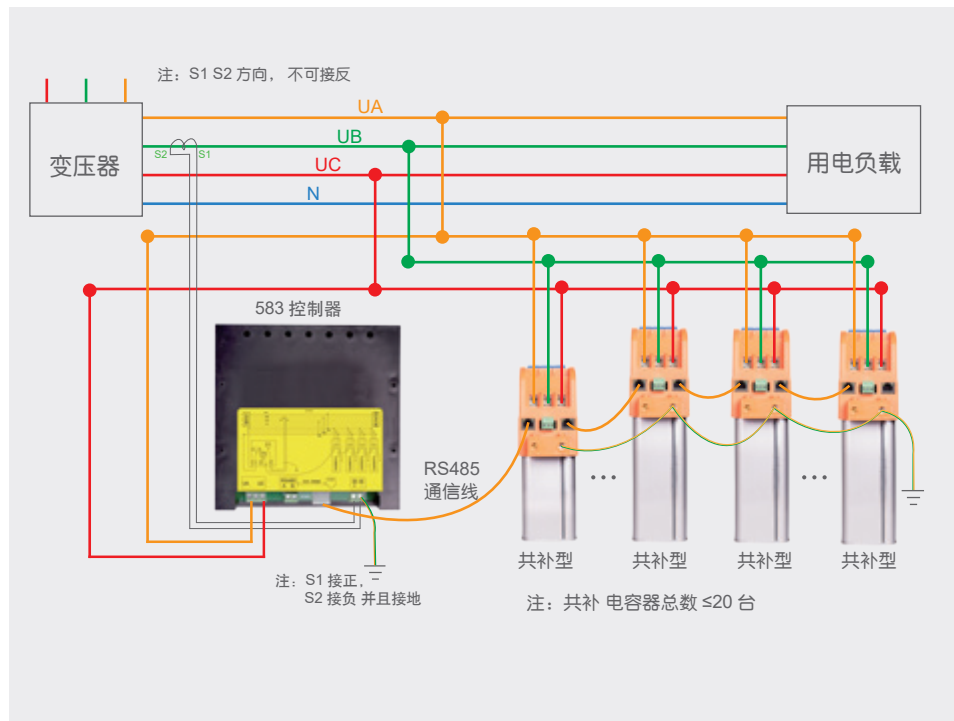 注：S1 S2 方向， 不可接反
UA
UB
UC
N
变压器
S2
S1
用电负载
583 控制器
RS485
通信线
...
...
共补型
共补型
共补型
共补型
注：S1 接正，
S2 接负 并且接地
注：共补 电容器总数 ≤20 台